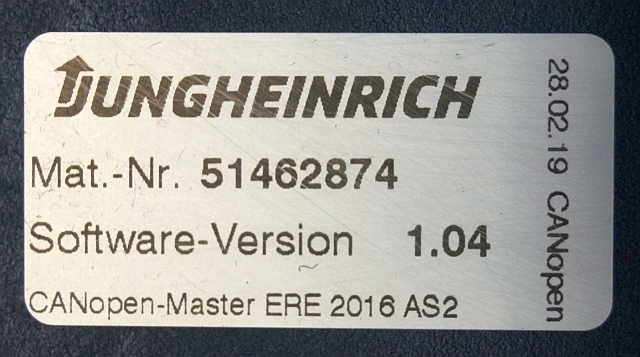 JUNGHEINRICH
Mat.-Nr. 51462874
Software-Version 1.04
CANopen-Master ERE 2016 AS2
28.02.19 CANopen